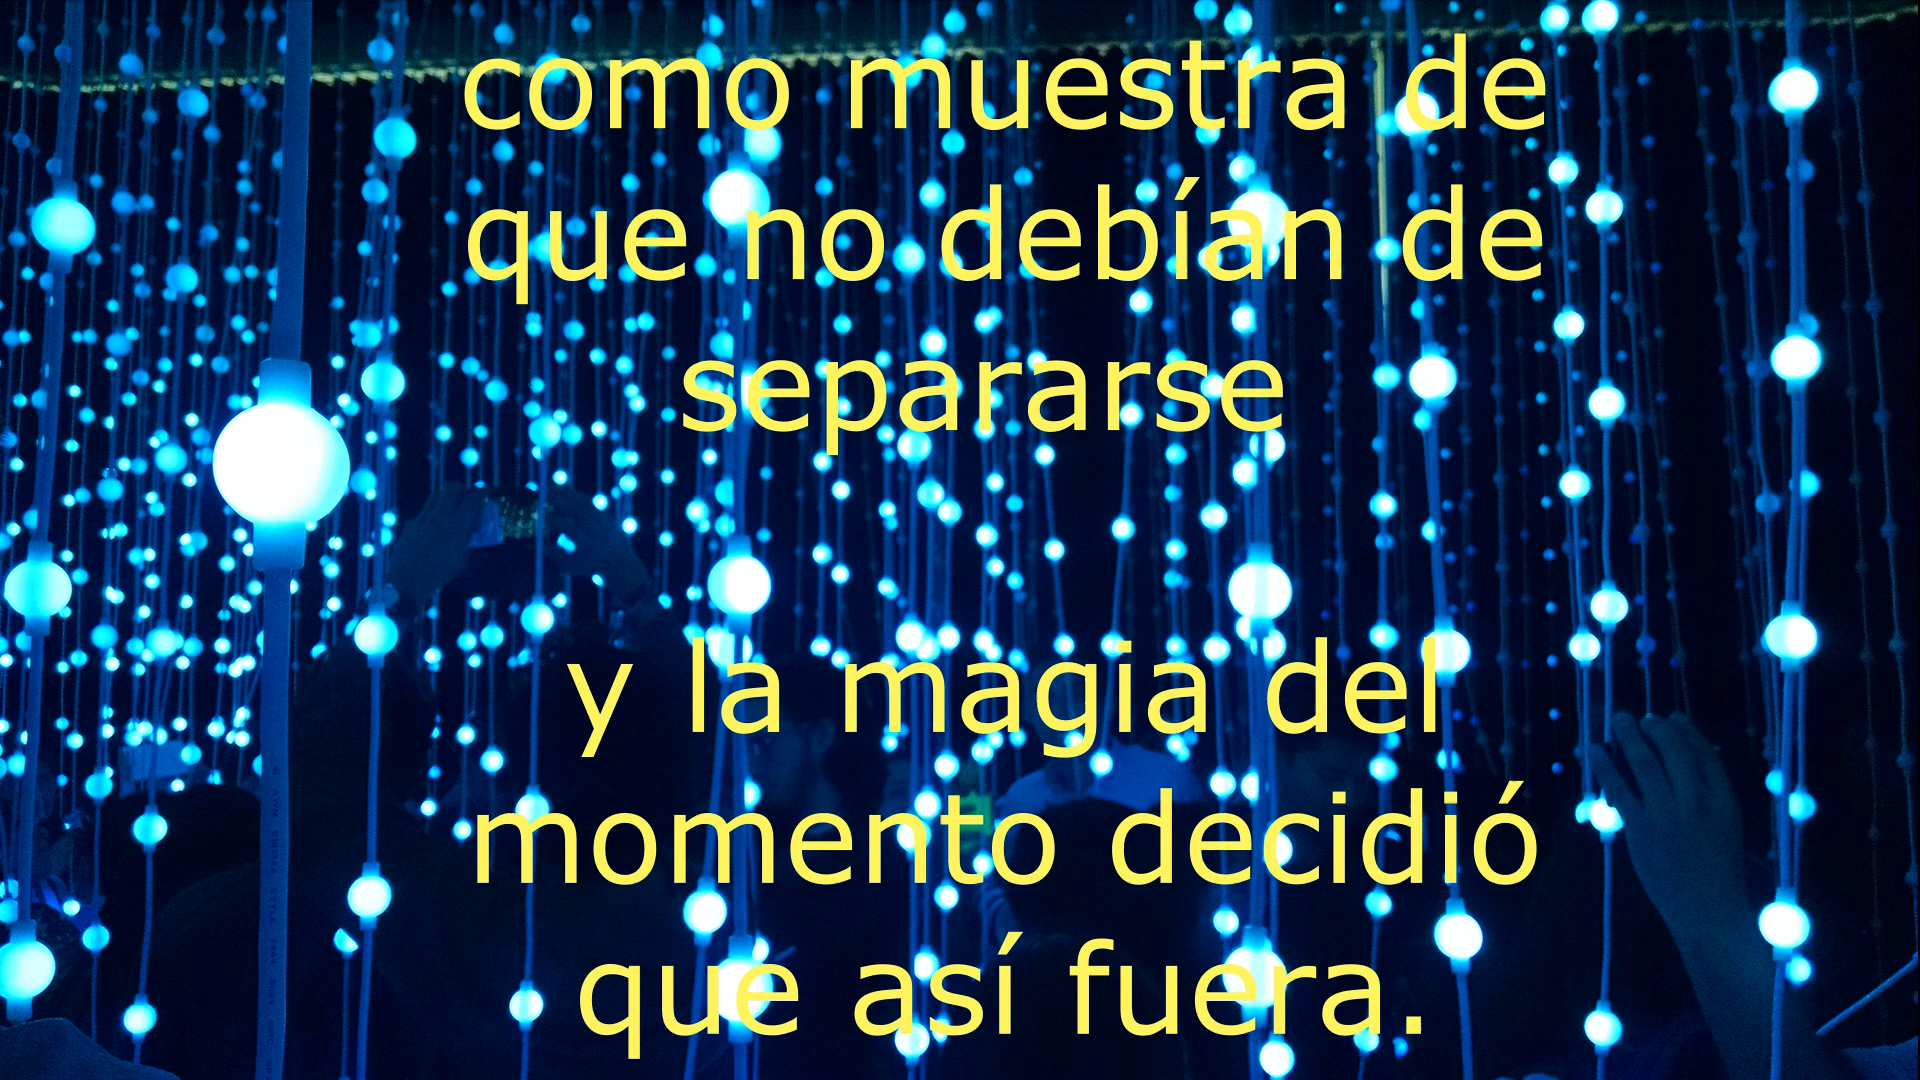 como muestra de
que no debían de
separarse
y la magia del
momento decidió
que así fuera.